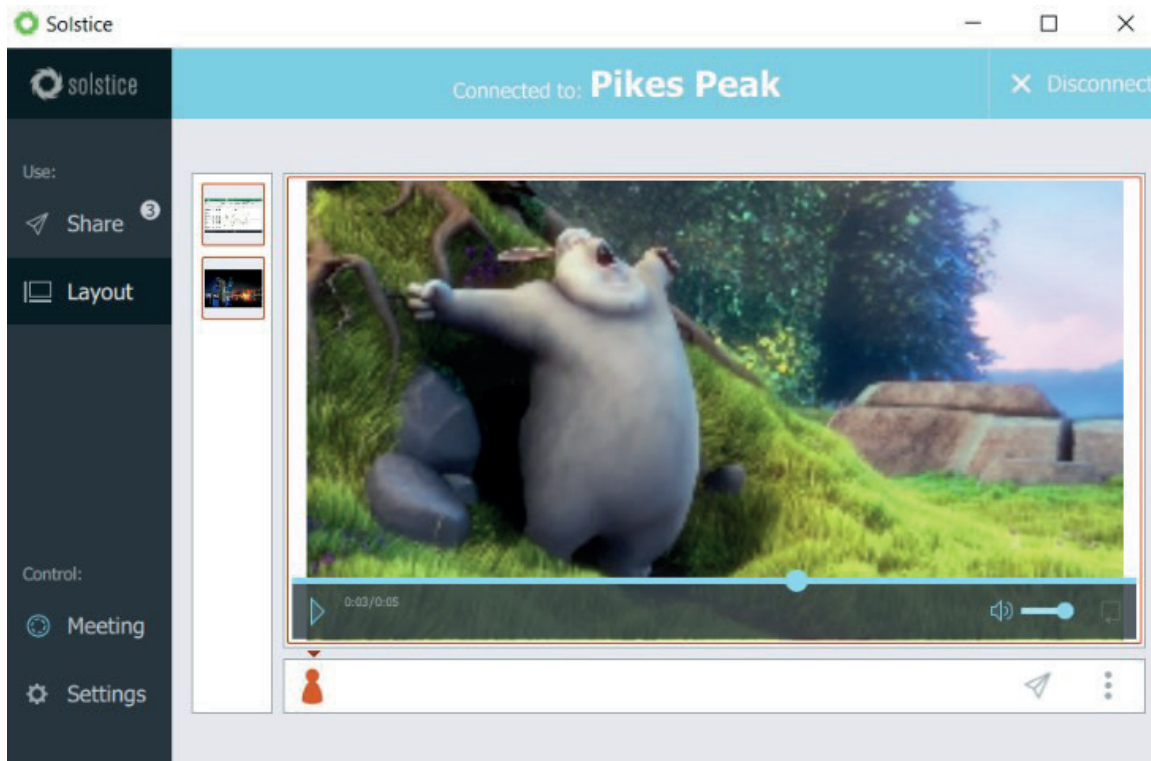 Solstice
solstice
Connected to: Pikes Peak
Disconnect
Use:
Share 3
Layout
0:03/0:05
Control:
Meeting
Settings